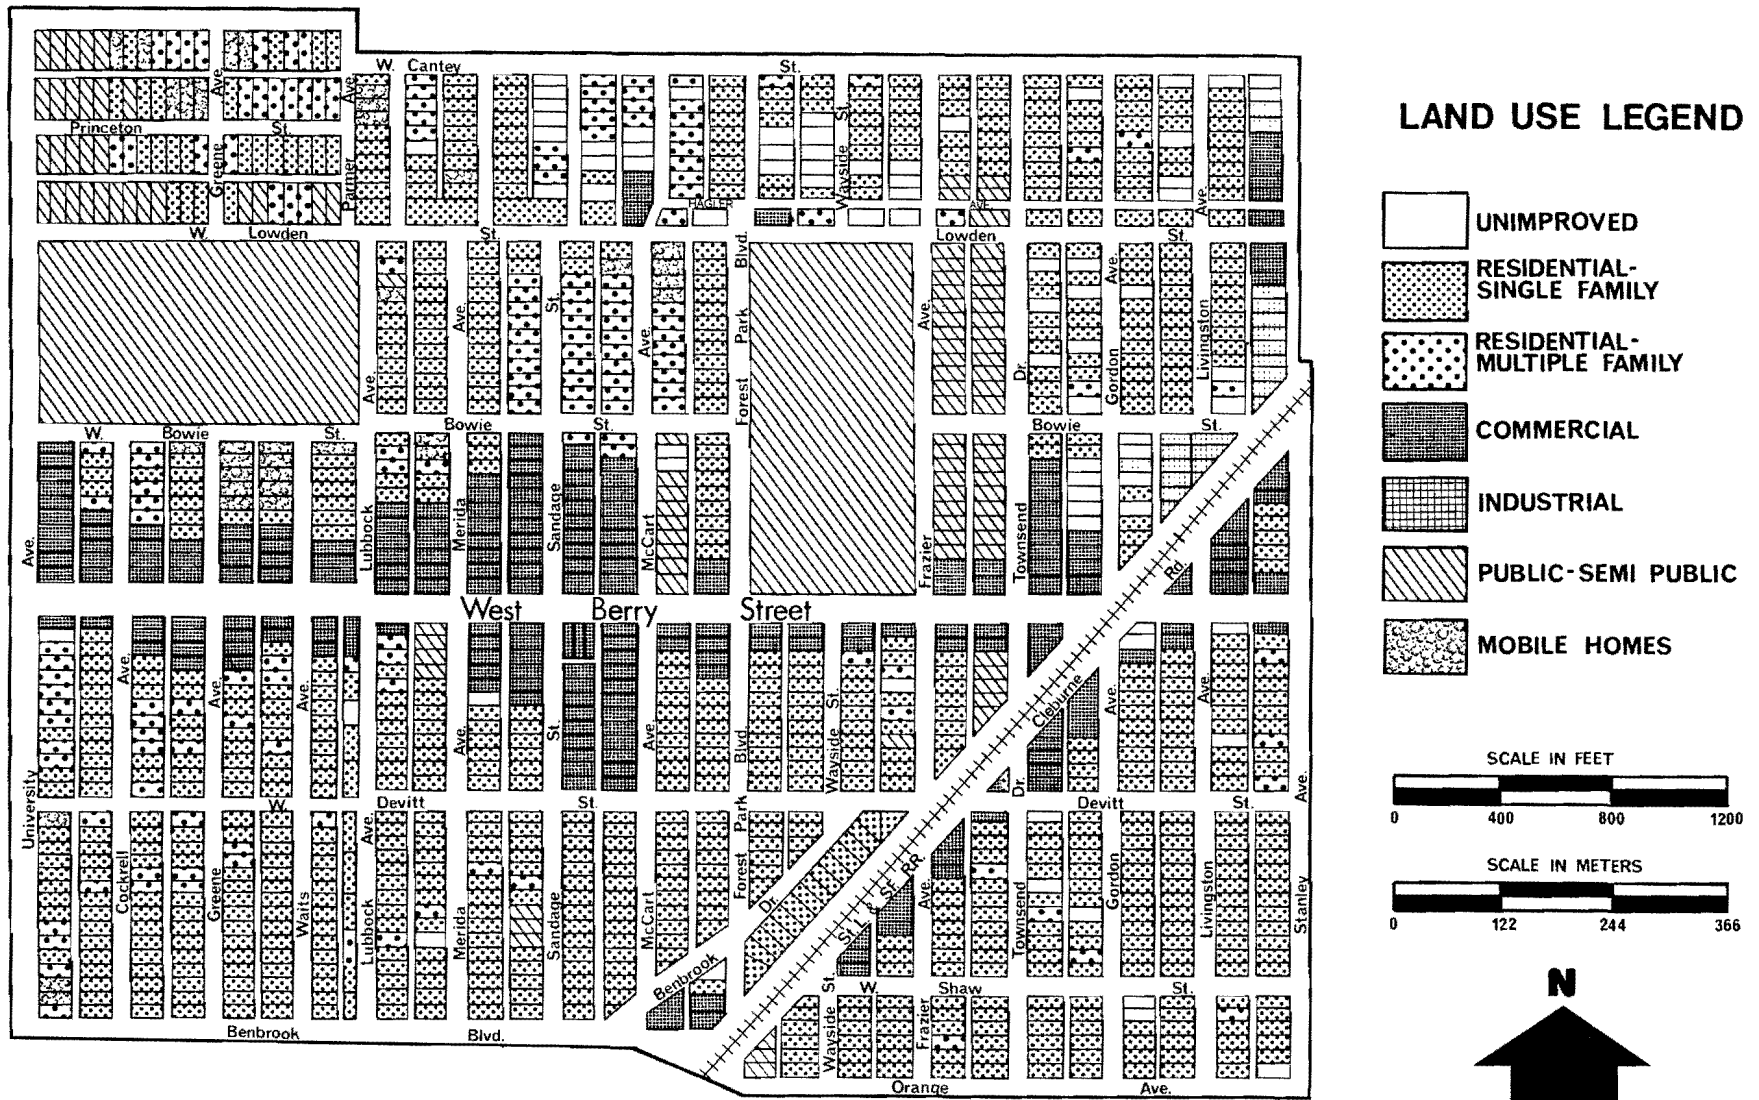 W. Cantey St.
Ave.
Ave.
Princeton St.
Greene
Parmer
Wayside St.
Ave.
HAGLER AVE.
W. Lowden St. Lowden St.
Blvd.
Park
Forest
Ave.
Ave.
St.
Ave.
Ave.
Dr.
Ave.
Gordon
Livingston
W. Bowie St. Bowie St. Bowie St.
Ave.
Lubbock
Merida
Sandage
McCart
Frazier
Townsend
Rd.
West Berry Street
Ave.
Ave.
Ave.
Ave.
St.
Ave.
Blvd
Wayside St.
Cleburne
Dr.
Ave.
Ave.
Ave.
University
W. Devitt St. Devitt St.
Cockrell
Greene
Watts
Lubbock Ave.
Merida
Sandage
McCart
Forest Park
Dr.
Benbrook
St. L & SF. RR.
Ave.
Townsend
Gordon
Livingston
Stanley
St.
W. Shaw St.
Wayside
Frazier
Benbrook Blvd.
Orange Ave.
LAND USE LEGEND
UNIMPROVED
RESIDENTIAL-
SINGLE FAMILY
RESIDENTIAL-
MULTIPLE FAMILY
COMMERCIAL
INDUSTRIAL
PUBLIC-SEMI PUBLIC
MOBILE HOMES
SCALE IN FEET
0 400 800 1200
SCALE IN METERS
0 122 244 366
N